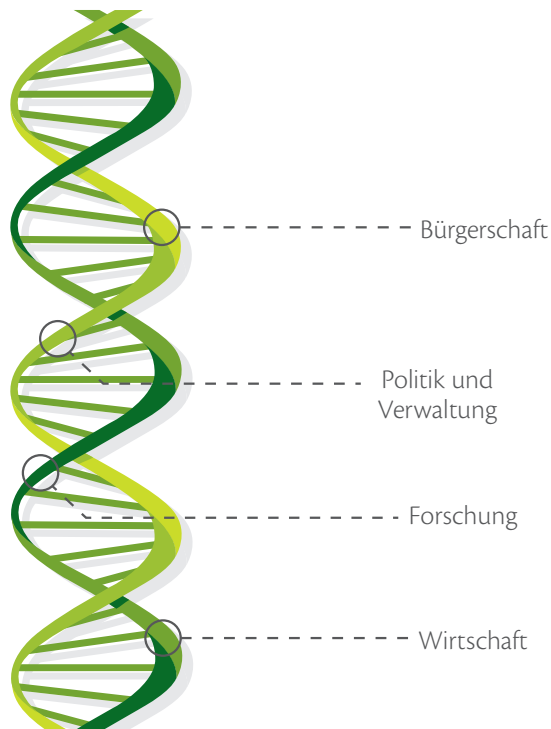 Bürgerschaft
Politik und
Verwaltung
Forschung
Wirtschaft